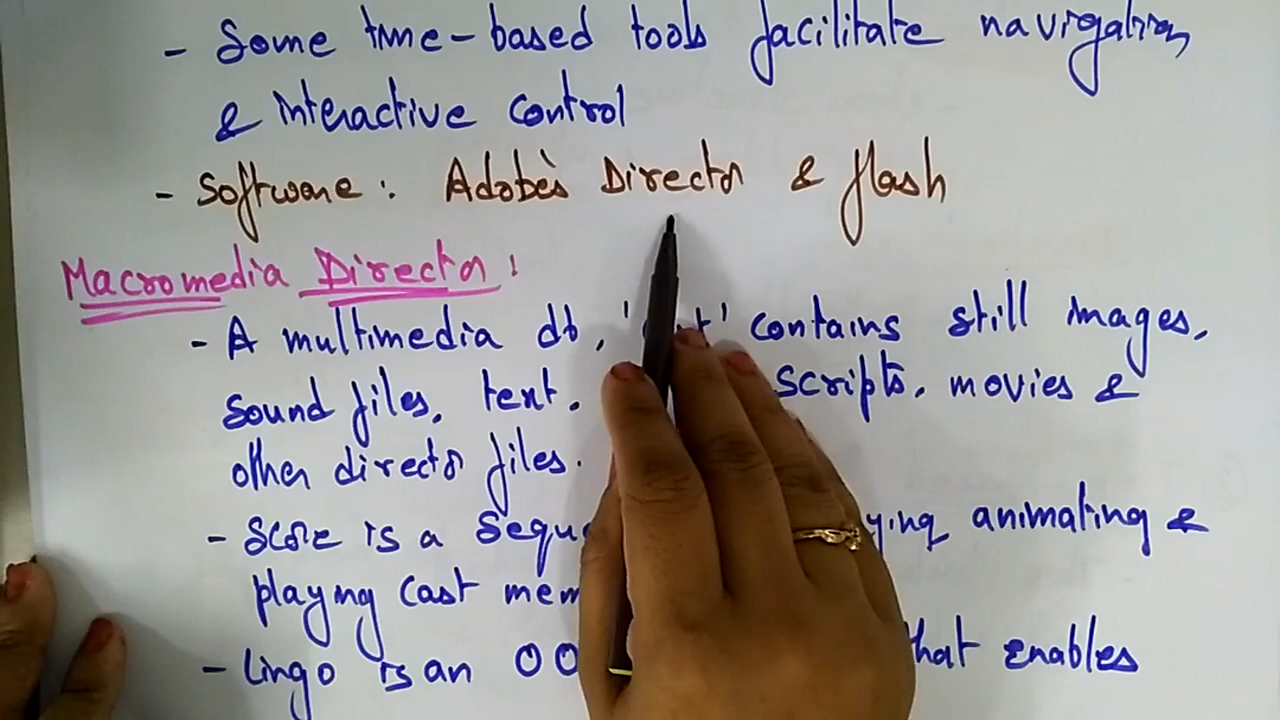 - Some time-based tools facilitate navigation
& interactive control
- Software: Adobe's Director & flash
Macromedia Director:
- A multimedia db, contains still images,
sound files, text, scripts, movies &
other director files.
- Score is a animating &
playing cast
- Lingo is an OO that enables